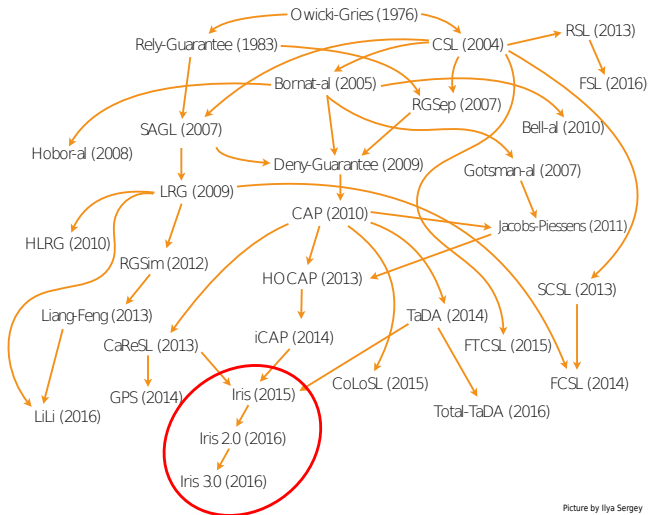 Owicki-Gries (1976)
RSL (2013)
Rely-Guarantee (1983)
CSL (2004)
Bornat-al (2005)
FSL (2016)
RGSep (2007)
SAGL (2007)
Bell-al (2010)
Hobor-al (2008)
Deny-Guarantee (2009)
Gotsman-al (2007)
LRG (2009)
CAP (2010)
Jacobs-Piessens (2011)
HLRG (2010)
RGSim (2012)
HOCAP (2013)
SCSL (2013)
Liang-Feng (2013)
TaDA (2014)
CaReSL (2013)
iCAP (2014)
FTCSL (2015)
GPS (2014)
Iris (2015)
CoLoSL (2015)
FCSL (2014)
LiLi (2016)
Total-TaDA (2016)
Iris 2.0 (2016)
Iris 3.0 (2016)
Picture by Ilya Sergey